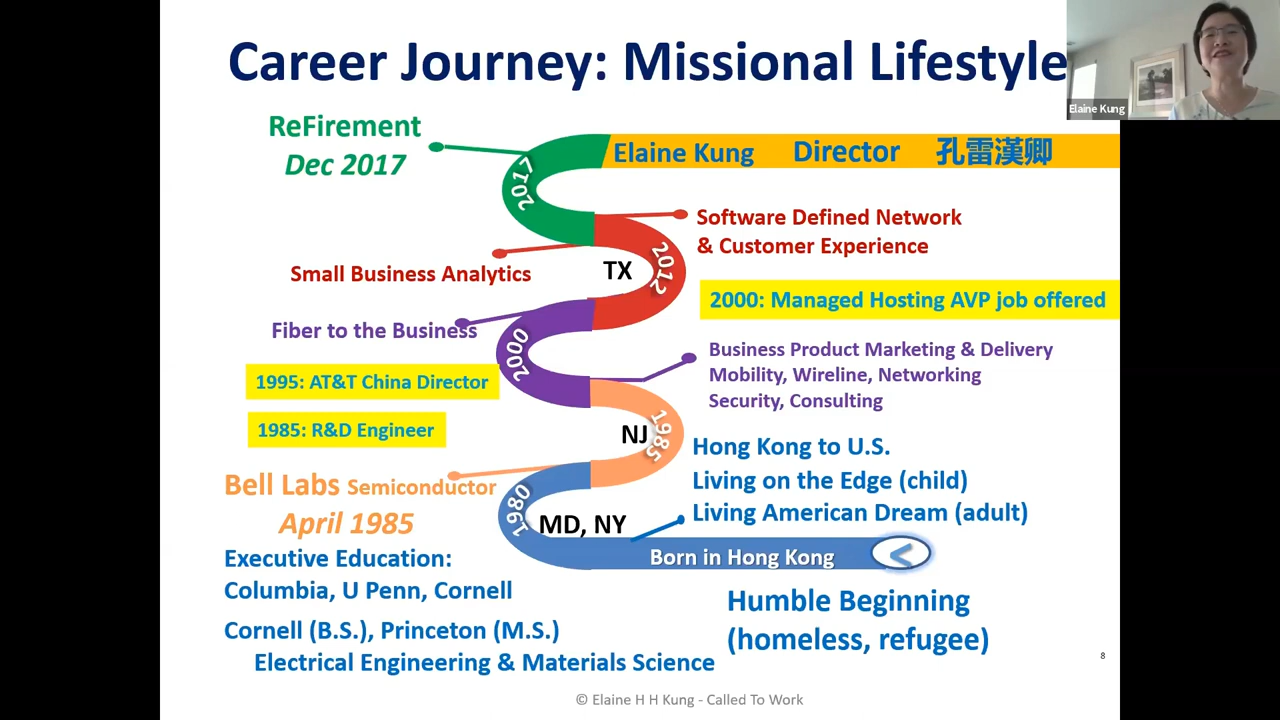 Career Journey: Missional Lifestyle
Elaine Kung
ReFirement
Dec 2017
2017
Elaine Kung Director 孔雷漢卿
Software Defined Network
& Customer Experience
2012
TX
Small Business Analytics
2000: Managed Hosting AVP job offered
Fiber to the Business
2000
Business Product Marketing & Delivery
Mobility, Wireline, Networking
Security, Consulting
1995: AT&T China Director
1985: R&D Engineer
NJ
1985
Hong Kong to U.S.
Living on the Edge (child)
Living American Dream (adult)
Bell Labs Semiconductor
April 1985
1980
MD, NY
Born in Hong Kong
<
Executive Education:
Columbia, U Penn, Cornell
Cornell (B.S.), Princeton (M.S.)
Electrical Engineering & Materials Science
Humble Beginning
(homeless, refugee)
8
© Elaine H H Kung - Called To Work